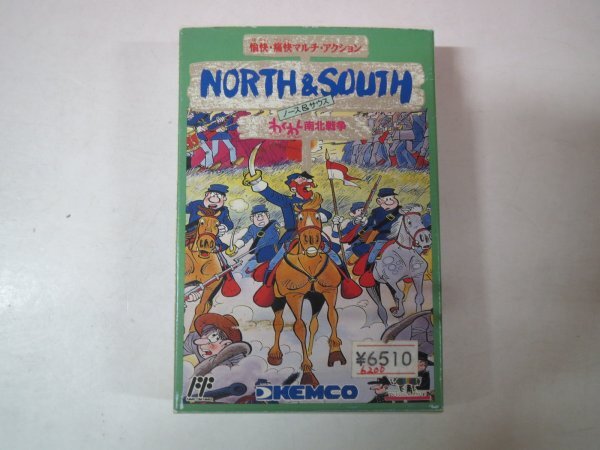 愉快・痛快マルチ・アクション
NORTH & SOUTH
ノース&サウス
わくわく南北戦争
¥6510
6200
KEMCO